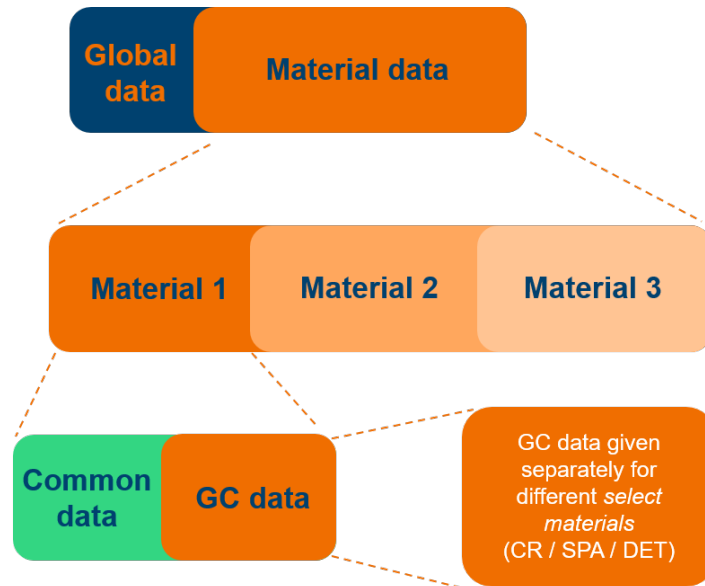 Global
data
Material data
Material 1
Material 2
Material 3
Common
data
GC data
GC data given
separately for
different select
materials
(CR / SPA / DET)